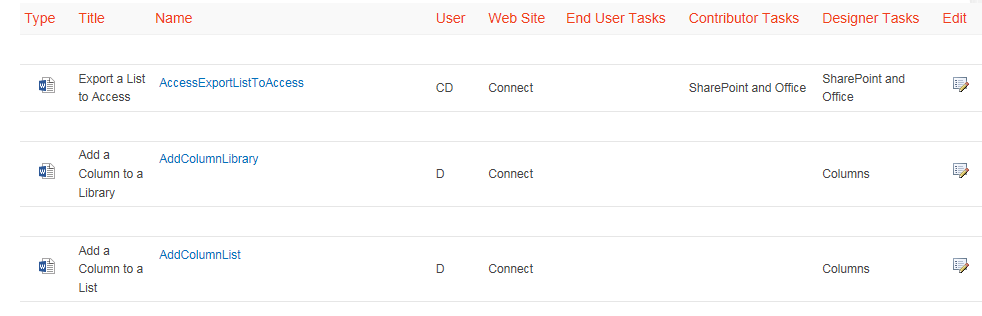 Type Title Name User Web Site End User Tasks Contributor Tasks Designer Tasks Edit
Export a List
to Access
AccessExportListToAccess
CD
Connect
SharePoint and Office
SharePoint and
Office
Add a
Column to a
Library
AddColumnLibrary
D
Connect
Columns
Add a
Column to a
List
AddColumnList
D
Connect
Columns